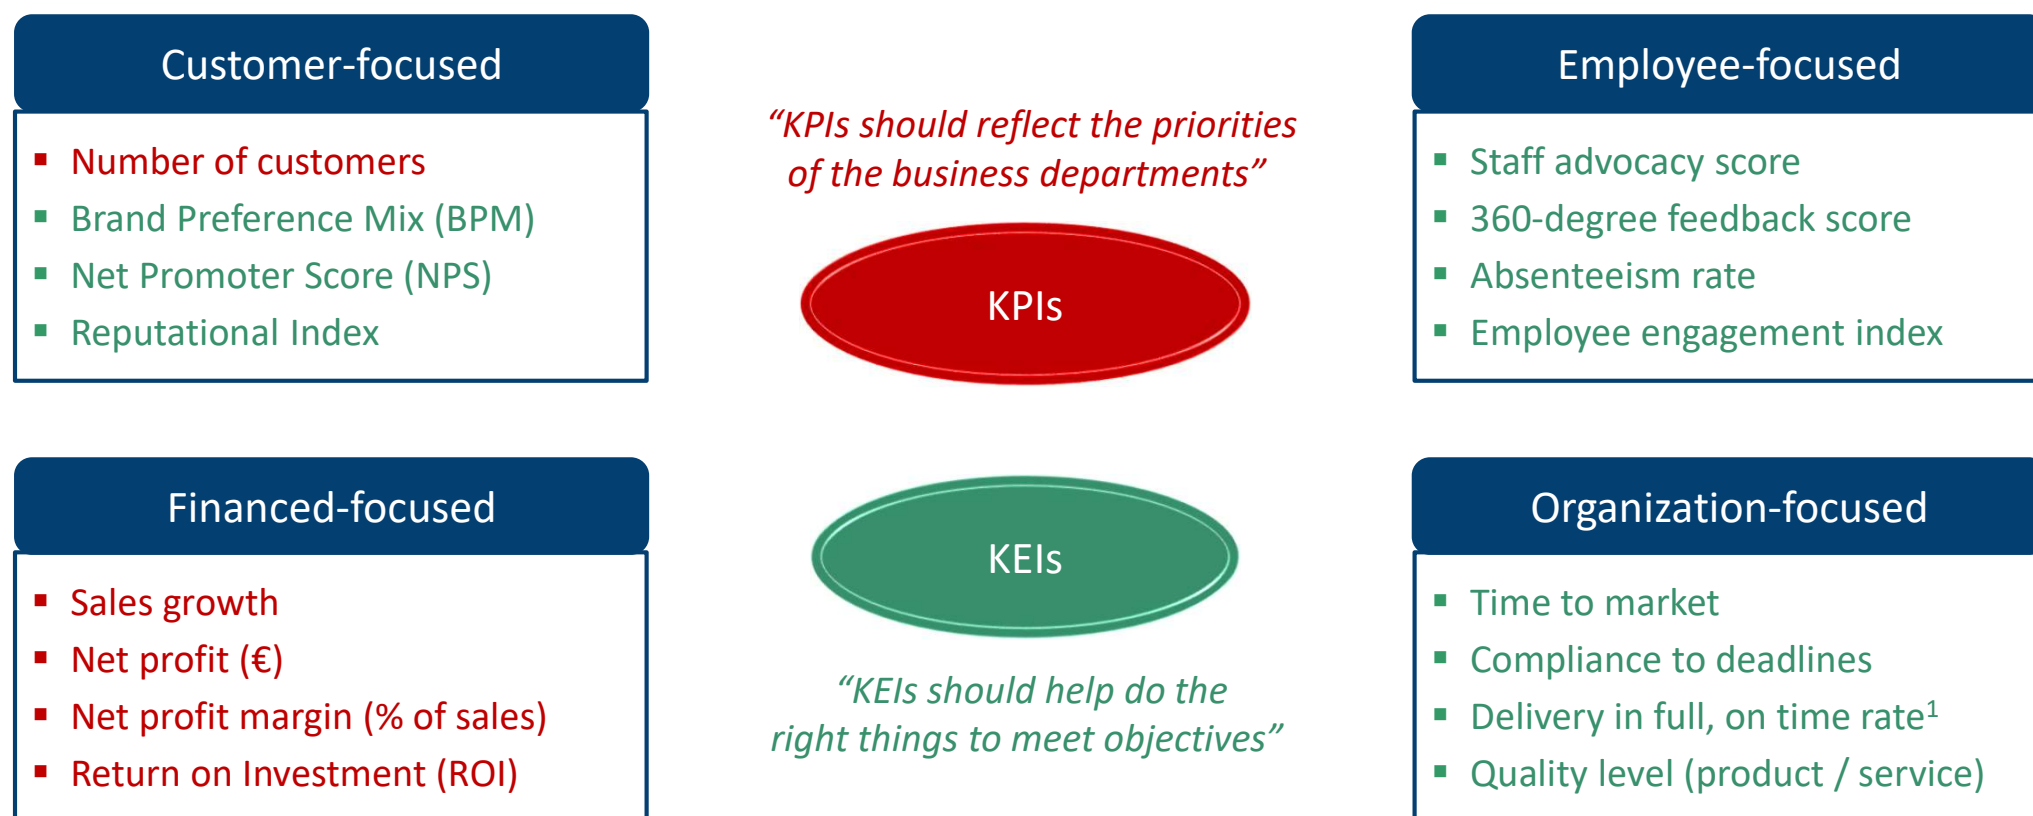 Customer-focused
▪ Number of customers
▪ Brand Preference Mix (BPM)
▪ Net Promoter Score (NPS)
▪ Reputational Index
“KPIs should reflect the priorities
of the business departments”
KPIs
Employee-focused
▪ Staff advocacy score
▪ 360-degree feedback score
▪ Absenteeism rate
▪ Employee engagement index
Financed-focused
▪ Sales growth
▪ Net profit (€)
▪ Net profit margin (% of sales)
▪ Return on Investment (ROI)
KEIs
“KEIs should help do the
right things to meet objectives”
Organization-focused
▪ Time to market
▪ Compliance to deadlines
▪ Delivery in full, on time rate¹
▪ Quality level (product / service)